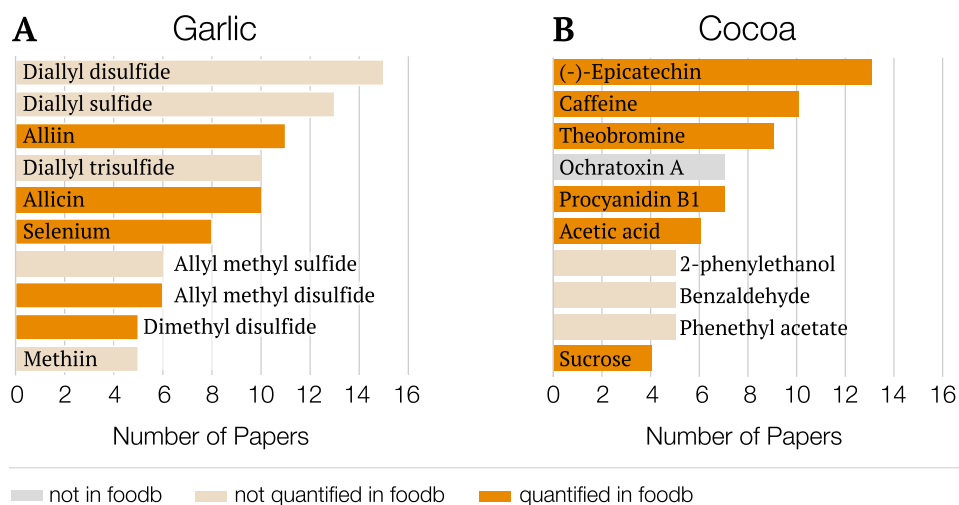 A
Garlic
Diallyl disulfide
Diallyl sulfide
Alliin
Diallyl trisulfide
Allicin
Selenium
Allyl methyl sulfide
Allyl methyl disulfide
Dimethyl disulfide
Methiin
0 2 4 6 8 10 12 14 16
Number of Papers
B
Cocoa
(-)-Epicatechin
Caffeine
Theobromine
Ochratoxin A
Procyanidin B1
Acetic acid
2-phenylethanol
Benzaldehyde
Phenethyl acetate
Sucrose
0 2 4 6 8 10 12 14 16
Number of Papers
not in foodb not quantified in foodb quantified in foodb